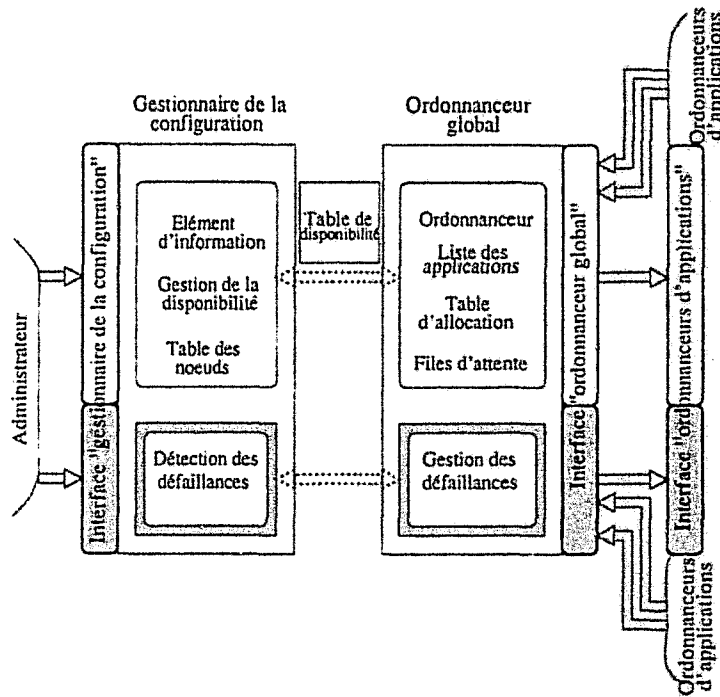 Gestionnaire de la
configuration
Ordonnanceur
global
Ordonnanceurs
d'applications
Administrateur
Interface "gestionnaire de la configuration"
Elément
d'information
Gestion de la
disponibilité
Table des
noeuds
Détection des
défaillances
Table de
disponibilité
Ordonnanceur
Liste des
applications
Table
d'allocation
Files d'attente
Gestion des
défaillances
Interface "ordonnanceur global"
Interface "ordonnanceurs d'applications"
Ordonnanceurs
d'applications